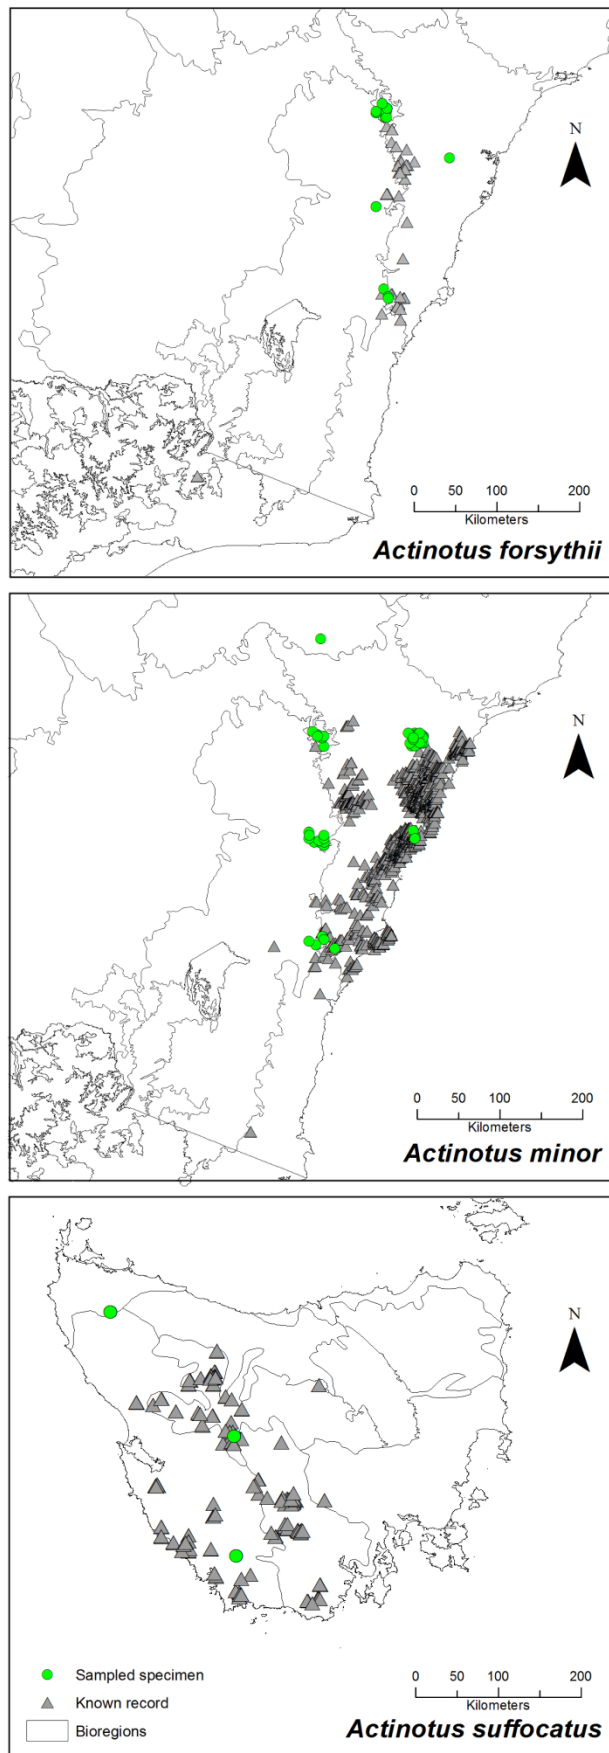 N
0 50 100 200
Kilometers
Actinotus forsythii
N
0 50 100 200
Kilometers
Actinotus minor
N
Sampled specimen
Known record
Bioregions
0 50 100 200
Kilometers
Actinotus suffocatus